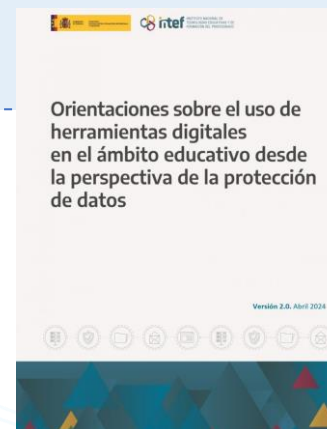 intef
Orientaciones sobre el uso de
herramientas digitales
en el ámbito educativo desde
la perspectiva de la protección
de datos
Versión 2.0. Abril 2024